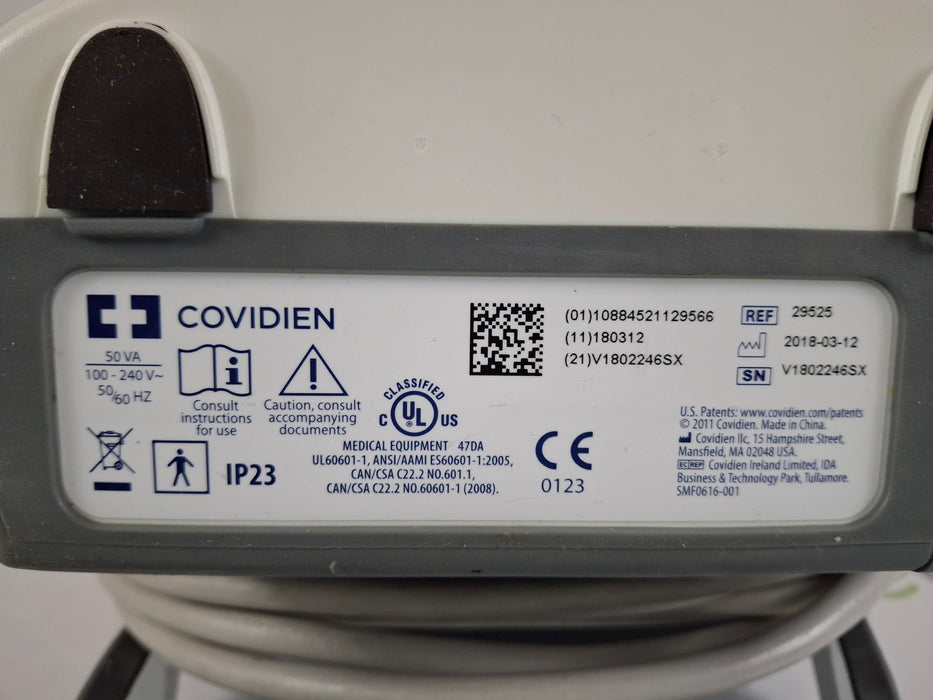 COVIDIEN
50 VA
100 - 240 V~
50/60 HZ
Consult
instructions
for use
Caution, consult
accompanying
documents
IP23
CLASSIFIED
C UL US
MEDICAL EQUIPMENT 47DA
UL60601-1, ANSI/AAMI ES60601-1:2005,
CAN/CSA C22.2 NO.601.1,
CAN/CSA C22.2 NO.60601-1 (2008).
(01)10884521129566
(11)180312
(21)V1802246SX
CE
0123
REF 29525
2018-03-12
SN V1802246SX
U.S. Patents: www.covidien.com/patents
© 2011 Covidien. Made in China.
Covidien llc, 15 Hampshire Street,
Mansfield, MA 02048 USA.
EC REP Covidien Ireland Limited, IDA
Business & Technology Park, Tullamore.
SMF0616-001